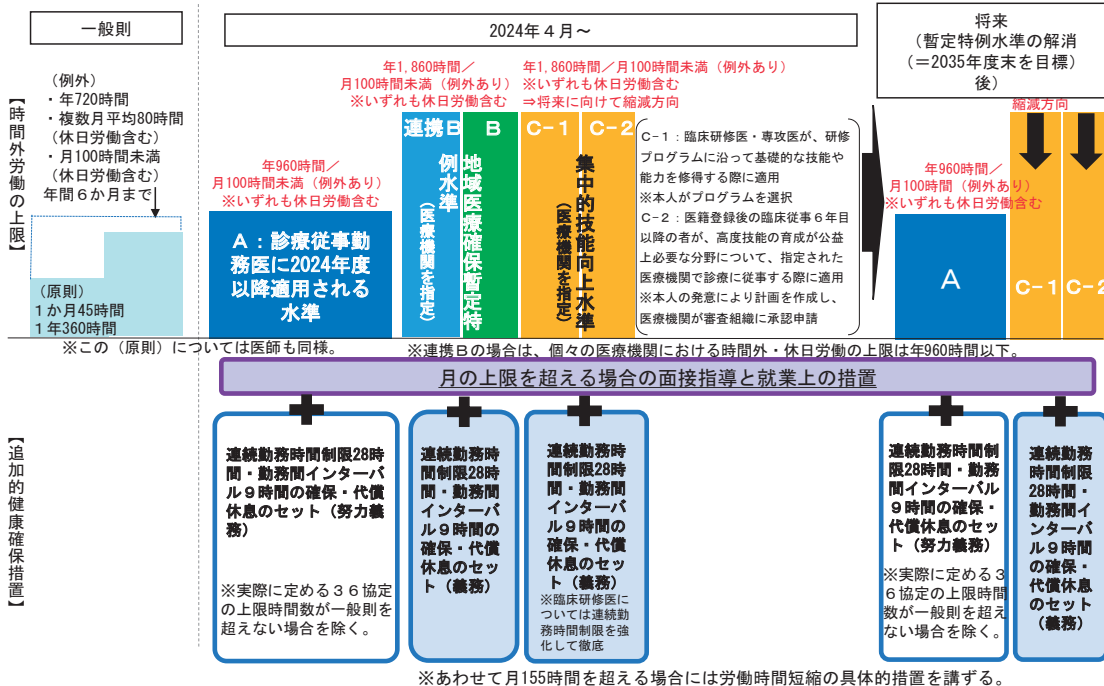 一般則
2024年４月～
将来
（暫定特例水準の解消
（＝2035年度末を目標）
後）
【時間外労働の上限】
（例外）
・年720時間
・複数月平均80時間
（休日労働含む）
・月100時間未満
（休日労働含む）
年間６か月まで
（原則）
１か月45時間
１年360時間
※この（原則）については医師も同様。
年960時間／
月100時間未満（例外あり）
※いずれも休日労働含む
A：診療従事勤
務医に2024年度
以降適用される
水準
年1,860時間／
月100時間未満（例外あり）
※いずれも休日労働含む
連携B
B
地域医療確保暫定特
例水準
（医療機関を指定）
年1,860時間／月100時間未満（例外あり）
※いずれも休日労働含む
⇒将来に向けて縮減方向
C-1
C-2
集中的技能向上水準
（医療機関を指定）
C-1：臨床研修医・専攻医が、研修
プログラムに沿って基礎的な技能や
能力を修得する際に適用
※本人がプログラムを選択
C-2：医籍登録後の臨床従事６年目
以降の者が、高度技能の育成が公益
上必要な分野について、指定された
医療機関で診療に従事する際に適用
※本人の発意により計画を作成し、
医療機関が審査組織に承認申請
※連携Bの場合は、個々の医療機関における時間外・休日労働の上限は年960時間以下。
年960時間／
月100時間未満（例外あり）
※いずれも休日労働含む
A
縮減方向
C-1
C-2
月の上限を超える場合の面接指導と就業上の措置
【追加的健康確保措置】
連続勤務時間制限28時
間・勤務間インターバ
ル９時間の確保・代償
休息のセット（努力義
務）
※実際に定める３６協定
の上限時間数が一般則を
超えない場合を除く。
連続勤務時
間制限28時
間・勤務間
インターバ
ル９時間の
確保・代償
休息のセッ
ト（義務）
連続勤務時
間制限28時
間・勤務間
インターバ
ル９時間の
確保・代償
休息のセッ
ト（義務）
※臨床研修医に
ついては連続勤
務時間制限を強
化して徹底
連続勤務時間制
限28時間・勤務
間インターバル
９時間の確保・
代償休息のセッ
ト（努力義務）
※実際に定める３
６協定の上限時間
数が一般則を超え
ない場合を除く。
連続勤務
時間制限
28時間・
勤務間イ
ンターバ
ル９時間
の確保・
代償休息
のセット
（義務）
※あわせて月155時間を超える場合には労働時間短縮の具体的措置を講ずる。